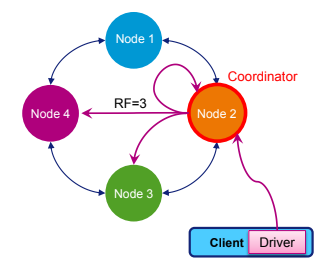 Node 1
Coordinator
Node 4
RF=3
Node 2
Node 3
Client
Driver